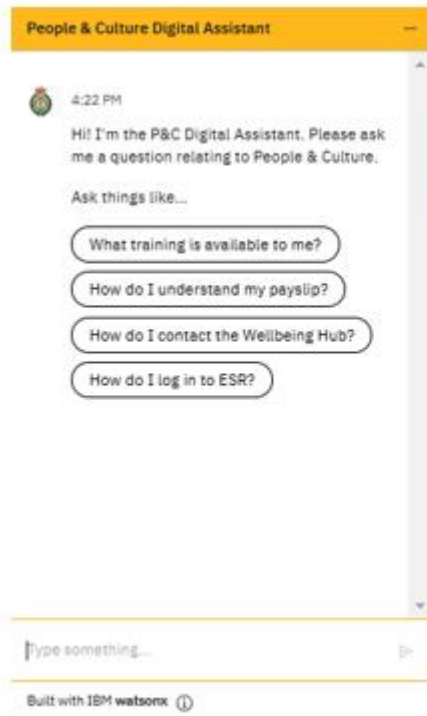 People & Culture Digital Assistant
4:22 PM
Hi! I'm the P&C Digital Assistant. Please ask
me a question relating to People & Culture.
Ask things like...
What training is available to me?
How do I understand my payslip?
How do I contact the Wellbeing Hub?
How do I log in to ESR?
Type something...
Built with IBM watsonx